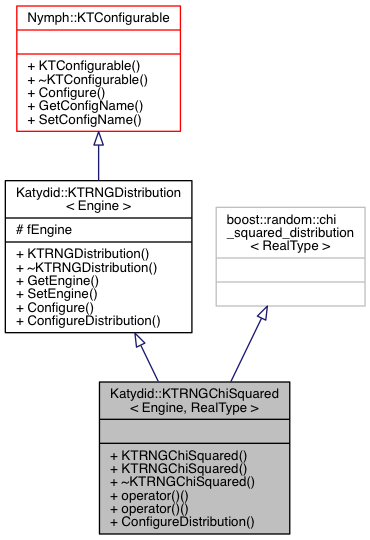 Nymph::KTConfigurable
+ KTConfigurable()
+ ~KTConfigurable()
+ Configure()
+ GetConfigName()
+ SetConfigName()
Katydid::KTRNGDistribution
< Engine >
# fEngine
+ KTRNGDistribution()
+ ~KTRNGDistribution()
+ GetEngine()
+ SetEngine()
+ Configure()
+ ConfigureDistribution()
boost::random::chi
_squared_distribution
< RealType >
Katydid::KTRNGChiSquared
< Engine, RealType >
+ KTRNGChiSquared()
+ KTRNGChiSquared()
+ ~KTRNGChiSquared()
+ operator()()
+ operator()()
+ ConfigureDistribution()